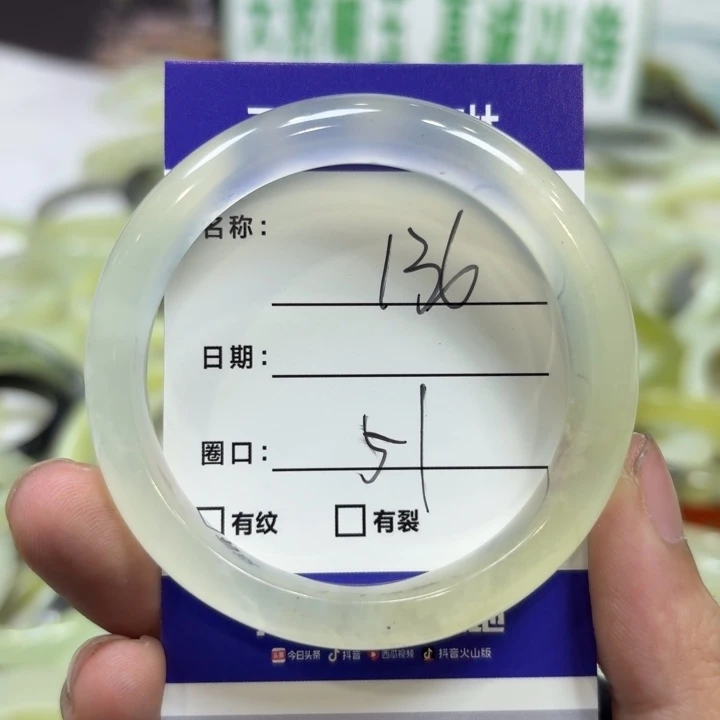 名称：136
日期：
圈口：51
有纹 有裂
今日头条 抖音 西瓜视频 抖音火山版